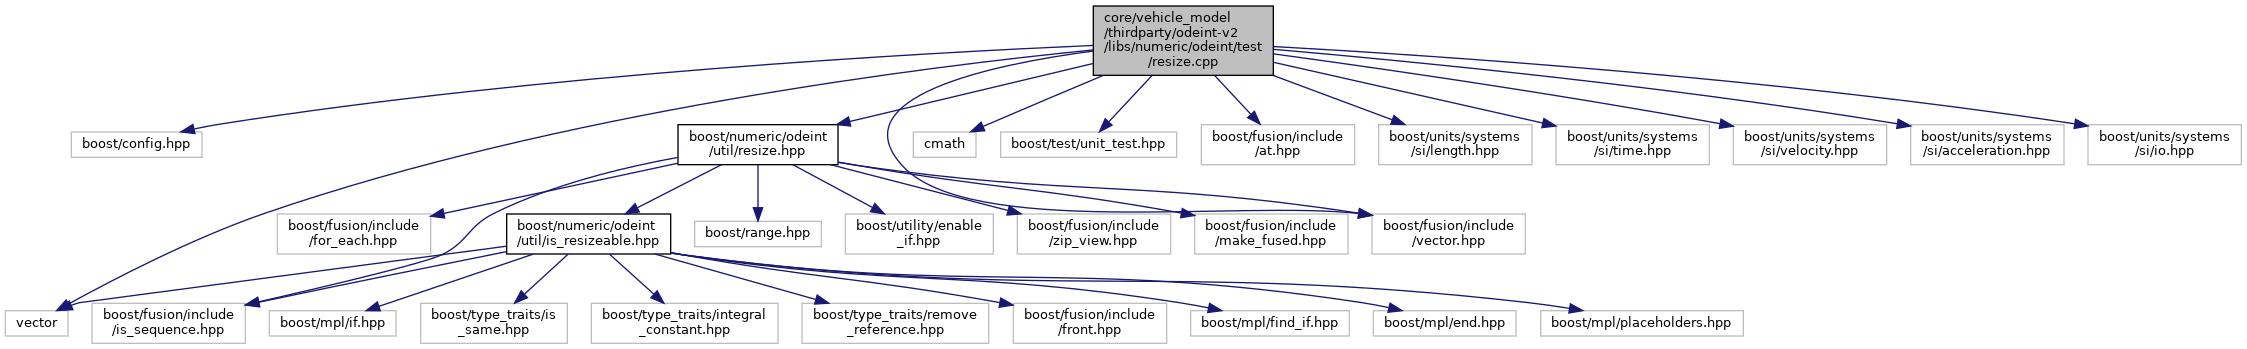 core/vehicle_model
/thirdparty/odeint-v2
/libs/numeric/odeint/test
/resize.cpp
boost/config.hpp
boost/numeric/odeint
/util/resize.hpp
cmath
boost/test/unit_test.hpp
boost/fusion/include
/at.hpp
boost/units/systems
/si/length.hpp
boost/units/systems
/si/time.hpp
boost/units/systems
/si/velocity.hpp
boost/units/systems
/si/acceleration.hpp
boost/units/systems
/si/io.hpp
boost/fusion/include
/for_each.hpp
boost/numeric/odeint
/util/is_resizeable.hpp
boost/range.hpp
boost/utility/enable
_if.hpp
boost/fusion/include
/zip_view.hpp
boost/fusion/include
/make_fused.hpp
boost/fusion/include
/vector.hpp
vector
boost/fusion/include
/is_sequence.hpp
boost/mpl/if.hpp
boost/type_traits/is
_same.hpp
boost/type_traits/integral
_constant.hpp
boost/type_traits/remove
_reference.hpp
boost/fusion/include
/front.hpp
boost/mpl/find_if.hpp
boost/mpl/end.hpp
boost/mpl/placeholders.hpp